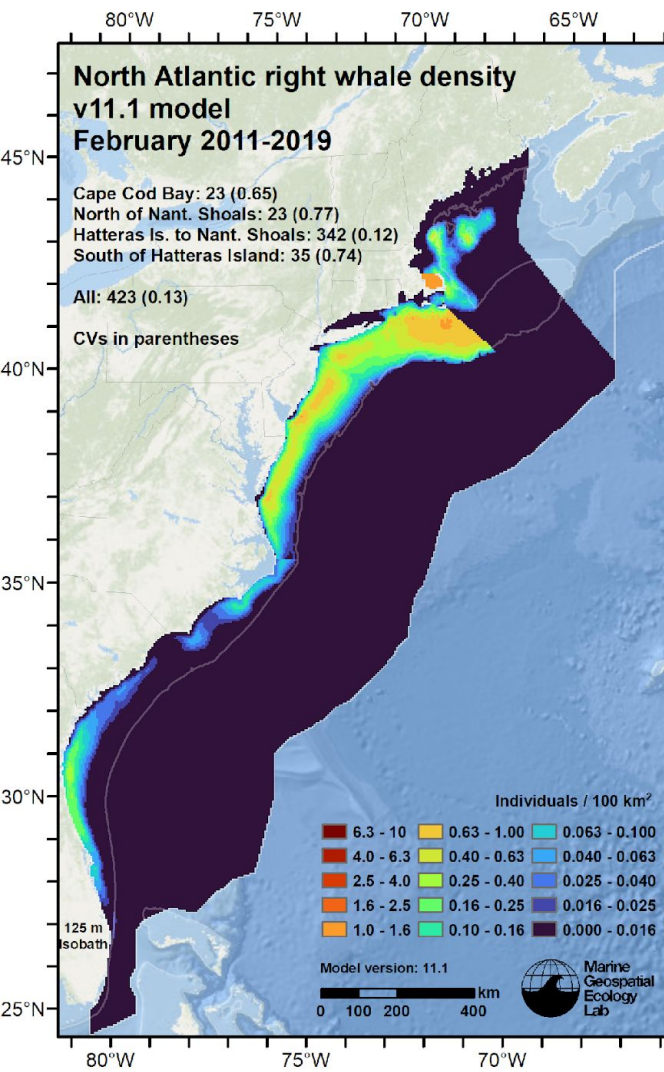 80°W 75°W 70°W 65°W
North Atlantic right whale density
v11.1 model
February 2011-2019
45°N
Cape Cod Bay: 23 (0.65)
North of Nant. Shoals: 23 (0.77)
Hatteras Is. to Nant. Shoals: 342 (0.12)
South of Hatteras Island: 35 (0.74)
All: 423 (0.13)
CVs in parentheses
40°N
35°N
30°N
Individuals / 100 km²
6.3 - 10 0.63 - 1.00 0.063 - 0.100
4.0 - 6.3 0.40 - 0.63 0.040 - 0.063
2.5 - 4.0 0.25 - 0.40 0.025 - 0.040
1.6 - 2.5 0.16 - 0.25 0.016 - 0.025
1.0 - 1.6 0.10 - 0.16 0.000 - 0.016
125 m
Isobath
Model version: 11.1
km
0 100 200 400
Marine
Geospatial
Ecology
Lab
25°N
80°W 75°W 70°W